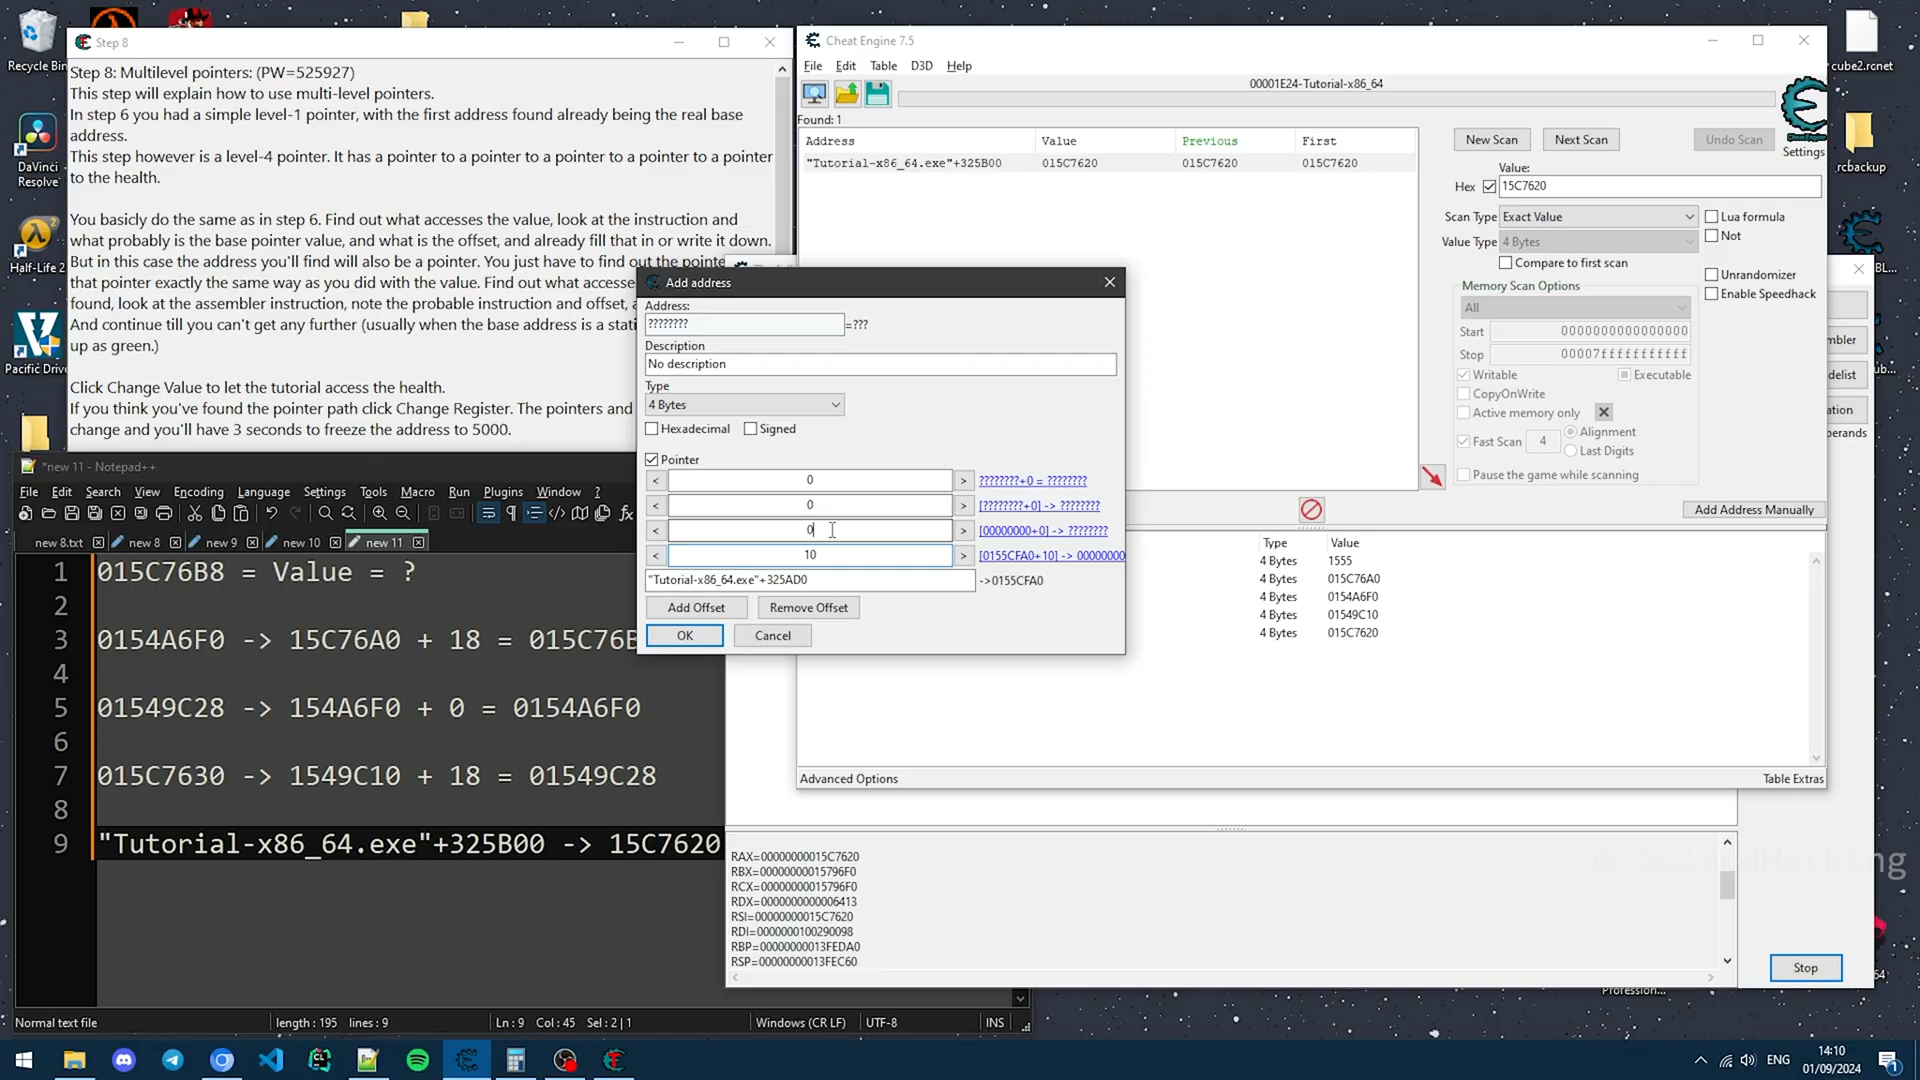 Recycle Bin
DaVinci
Resolve
Half-Life 2
Pacific Drive
Step 8
Step 8: Multilevel pointers: (PW=525927)
This step will explain how to use multi-level pointers.
In step 6 you had a simple level-1 pointer, with the first address found already being the real base
address.
This step however is a level-4 pointer. It has a pointer to a pointer to a pointer to a pointer to a pointer
to the health.
You basicly do the same as in step 6. Find out what accesses the value, look at the instruction and
what probably is the base pointer value, and what is the offset, and already fill that in or write it down.
But in this case the address you'll find will also be a pointer. You just have to find out the pointe
that pointer exactly the same way as you did with the value. Find out what accesse
found, look at the assembler instruction, note the probable instruction and offset, a
And continue till you can't get any further (usually when the base address is a stati
up as green.)
Click Change Value to let the tutorial access the health.
If you think you've found the pointer path click Change Register. The pointers and
change and you'll have 3 seconds to freeze the address to 5000.
Cheat Engine 7.5
File Edit Table D3D Help
00001E24-Tutorial-x86_64
Found: 1
Address Value Previous First
"Tutorial-x86_64.exe"+325B00 015C7620 015C7620 015C7620
New Scan Next Scan Undo Scan
Settings
Value:
Hex 15C7620
Scan Type Exact Value
Value Type 4 Bytes
Compare to first scan
Lua formula
Not
Unrandomizer
Enable Speedhack
Memory Scan Options
All
Start 0000000000000000
Stop 00007fffffffffff
Writable Executable
CopyOnWrite
Active memory only
Fast Scan 4 Alignment
Last Digits
Pause the game while scanning
Add Address Manually
Type Value
4 Bytes 1555
4 Bytes 015C76A0
4 Bytes 0154A6F0
4 Bytes 01549C10
4 Bytes 015C7620
Advanced Options Table Extras
Add address
Address:
???????? =???
Description
No description
Type
4 Bytes
Hexadecimal Signed
Pointer
< 0 > ????????+0 = ????????
< 0 > [????????+0] -> ????????
< 0 > [00000000+0] -> ????????
< 10 > [0155CFA0+10] -> 00000000
"Tutorial-x86_64.exe"+325AD0 ->0155CFA0
Add Offset Remove Offset
OK Cancel
*new 11 - Notepad++
File Edit Search View Encoding Language Settings Tools Macro Run Plugins Window ?
new 8.txt new 8 new 9 new 10 new 11
1 015C76B8 = Value = ?
2
3 0154A6F0 -> 15C76A0 + 18 = 015C76B
4
5 01549C28 -> 154A6F0 + 0 = 0154A6F0
6
7 015C7630 -> 1549C10 + 18 = 01549C28
8
9 "Tutorial-x86_64.exe"+325B00 -> 15C7620
Normal text file length : 195 lines : 9 Ln : 9 Col : 45 Sel : 2 | 1 Windows (CR LF) UTF-8 INS
RAX=00000000015C7620
RBX=00000000015796F0
RCX=00000000015796F0
RDX=0000000000006413
RSI=00000000015C7620
RDI=0000000100290098
RBP=00000000013FEDA0
RSP=00000000013FEC60
Stop
mbler
delist
ation
perands
cube2.rcnet
rcbackup
Profession...
ENG
14:10
01/09/2024
1